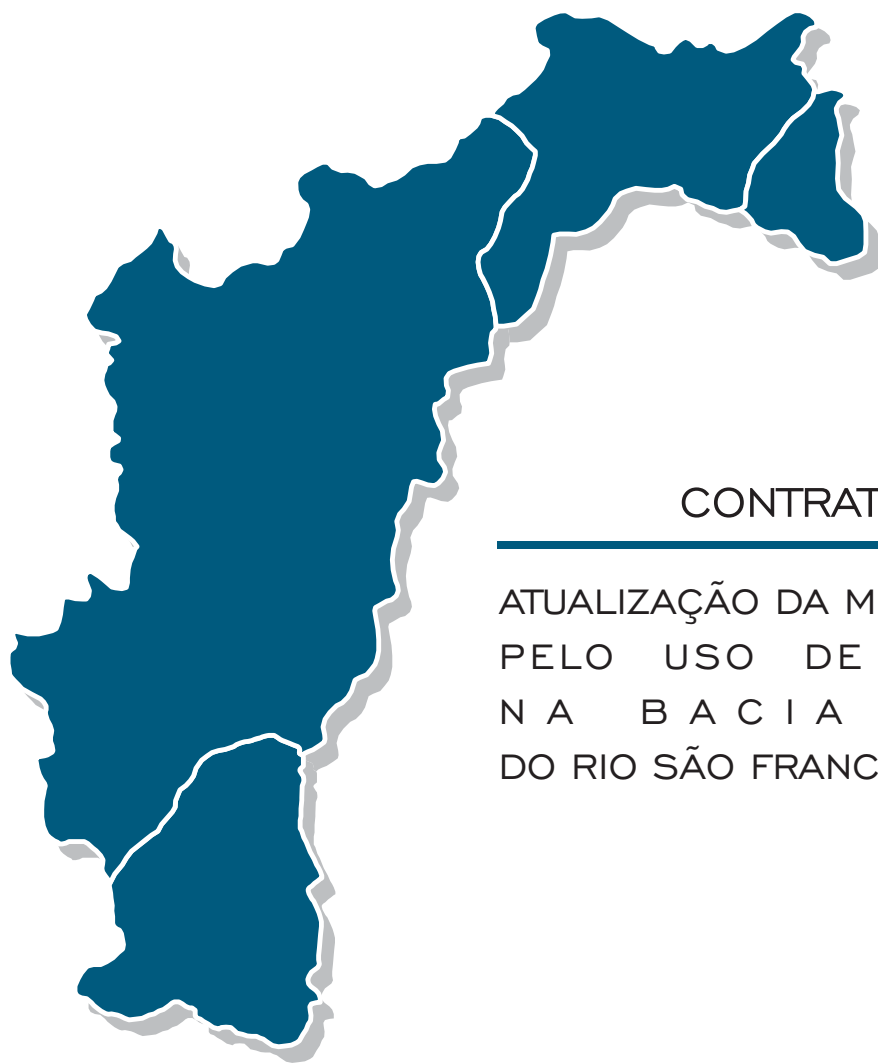 CONTRAT
ATUALIZAÇÃO DA M
PELO USO DE
NA BACIA
DO RIO SÃO FRANC